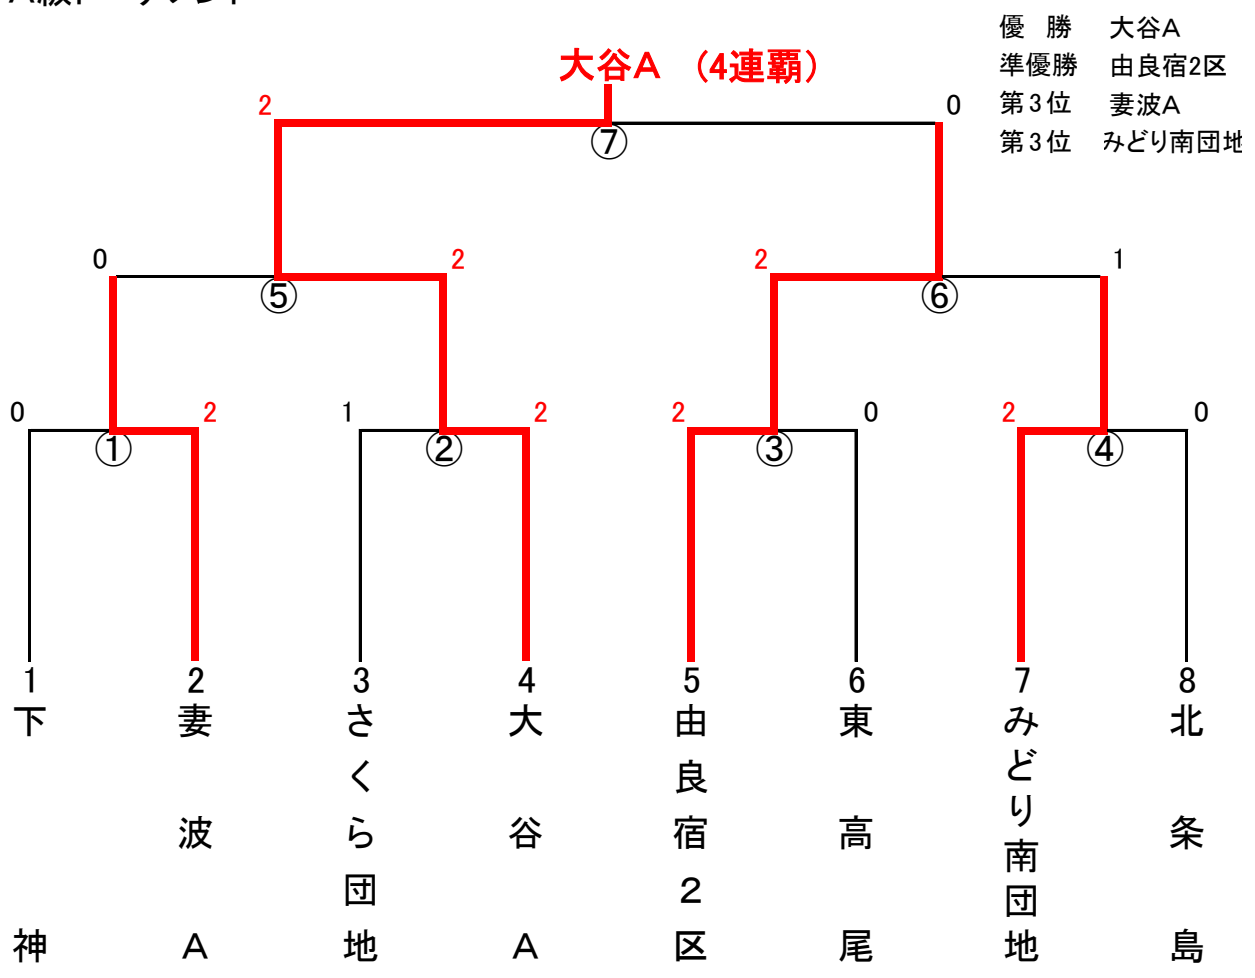 優　勝　大谷A
大谷A　(4連覇)
準優勝　由良宿2区
第3位　妻波A
第3位　みどり南団地
2
0
⑦
0
2
2
1
⑤
⑥
0
2
1
2
2
0
2
0
①
②
③
④
1
2
3
4
5
6
7
8
下神
妻波A
さくら団地
大谷A
由良宿2区
東高尾
みどり南団地
北条島